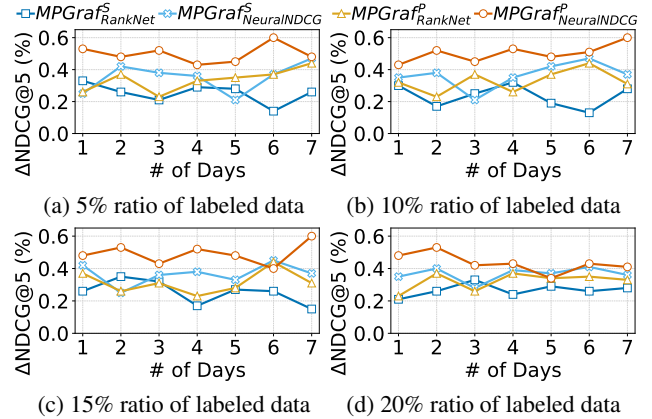 MPGraf^S_RankNet MPGraf^S_NeuralNDCG MPGraf^P_RankNet MPGraf^P_NeuralNDCG
ΔNDCG@5 (%)
0.6
0.4
0.2
0.0
1 2 3 4 5 6 7
# of Days
(a) 5% ratio of labeled data
ΔNDCG@5 (%)
0.6
0.4
0.2
0.0
1 2 3 4 5 6 7
# of Days
(b) 10% ratio of labeled data
ΔNDCG@5 (%)
0.6
0.4
0.2
0.0
1 2 3 4 5 6 7
# of Days
(c) 15% ratio of labeled data
ΔNDCG@5 (%)
0.6
0.4
0.2
0.0
1 2 3 4 5 6 7
# of Days
(d) 20% ratio of labeled data